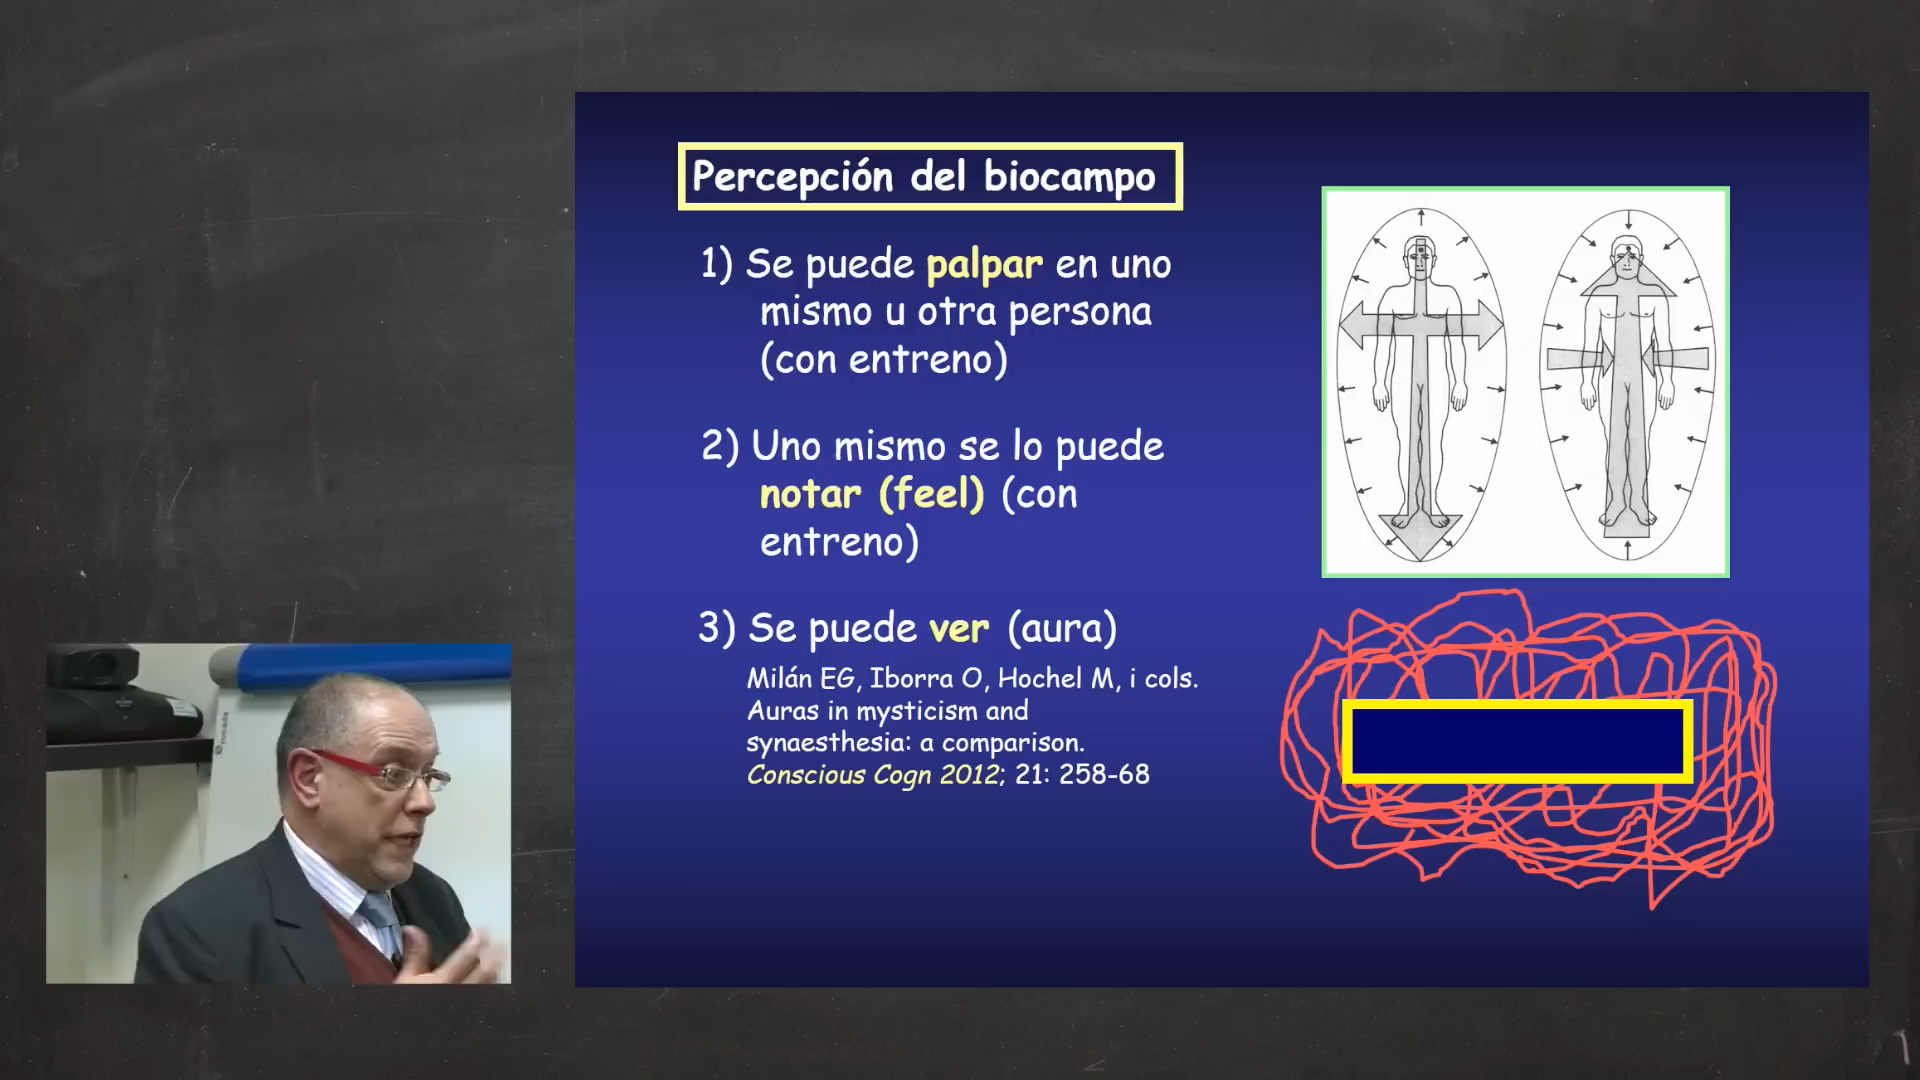 Percepción del biocampo
1) Se puede palpar en uno
mismo u otra persona
(con entreno)
2) Uno mismo se lo puede
notar (feel) (con
entreno)
3) Se puede ver (aura)
Milán EG, Iborra O, Hochel M, i cols.
Auras in mysticism and
synaesthesia: a comparison.
Conscious Cogn 2012; 21: 258-68